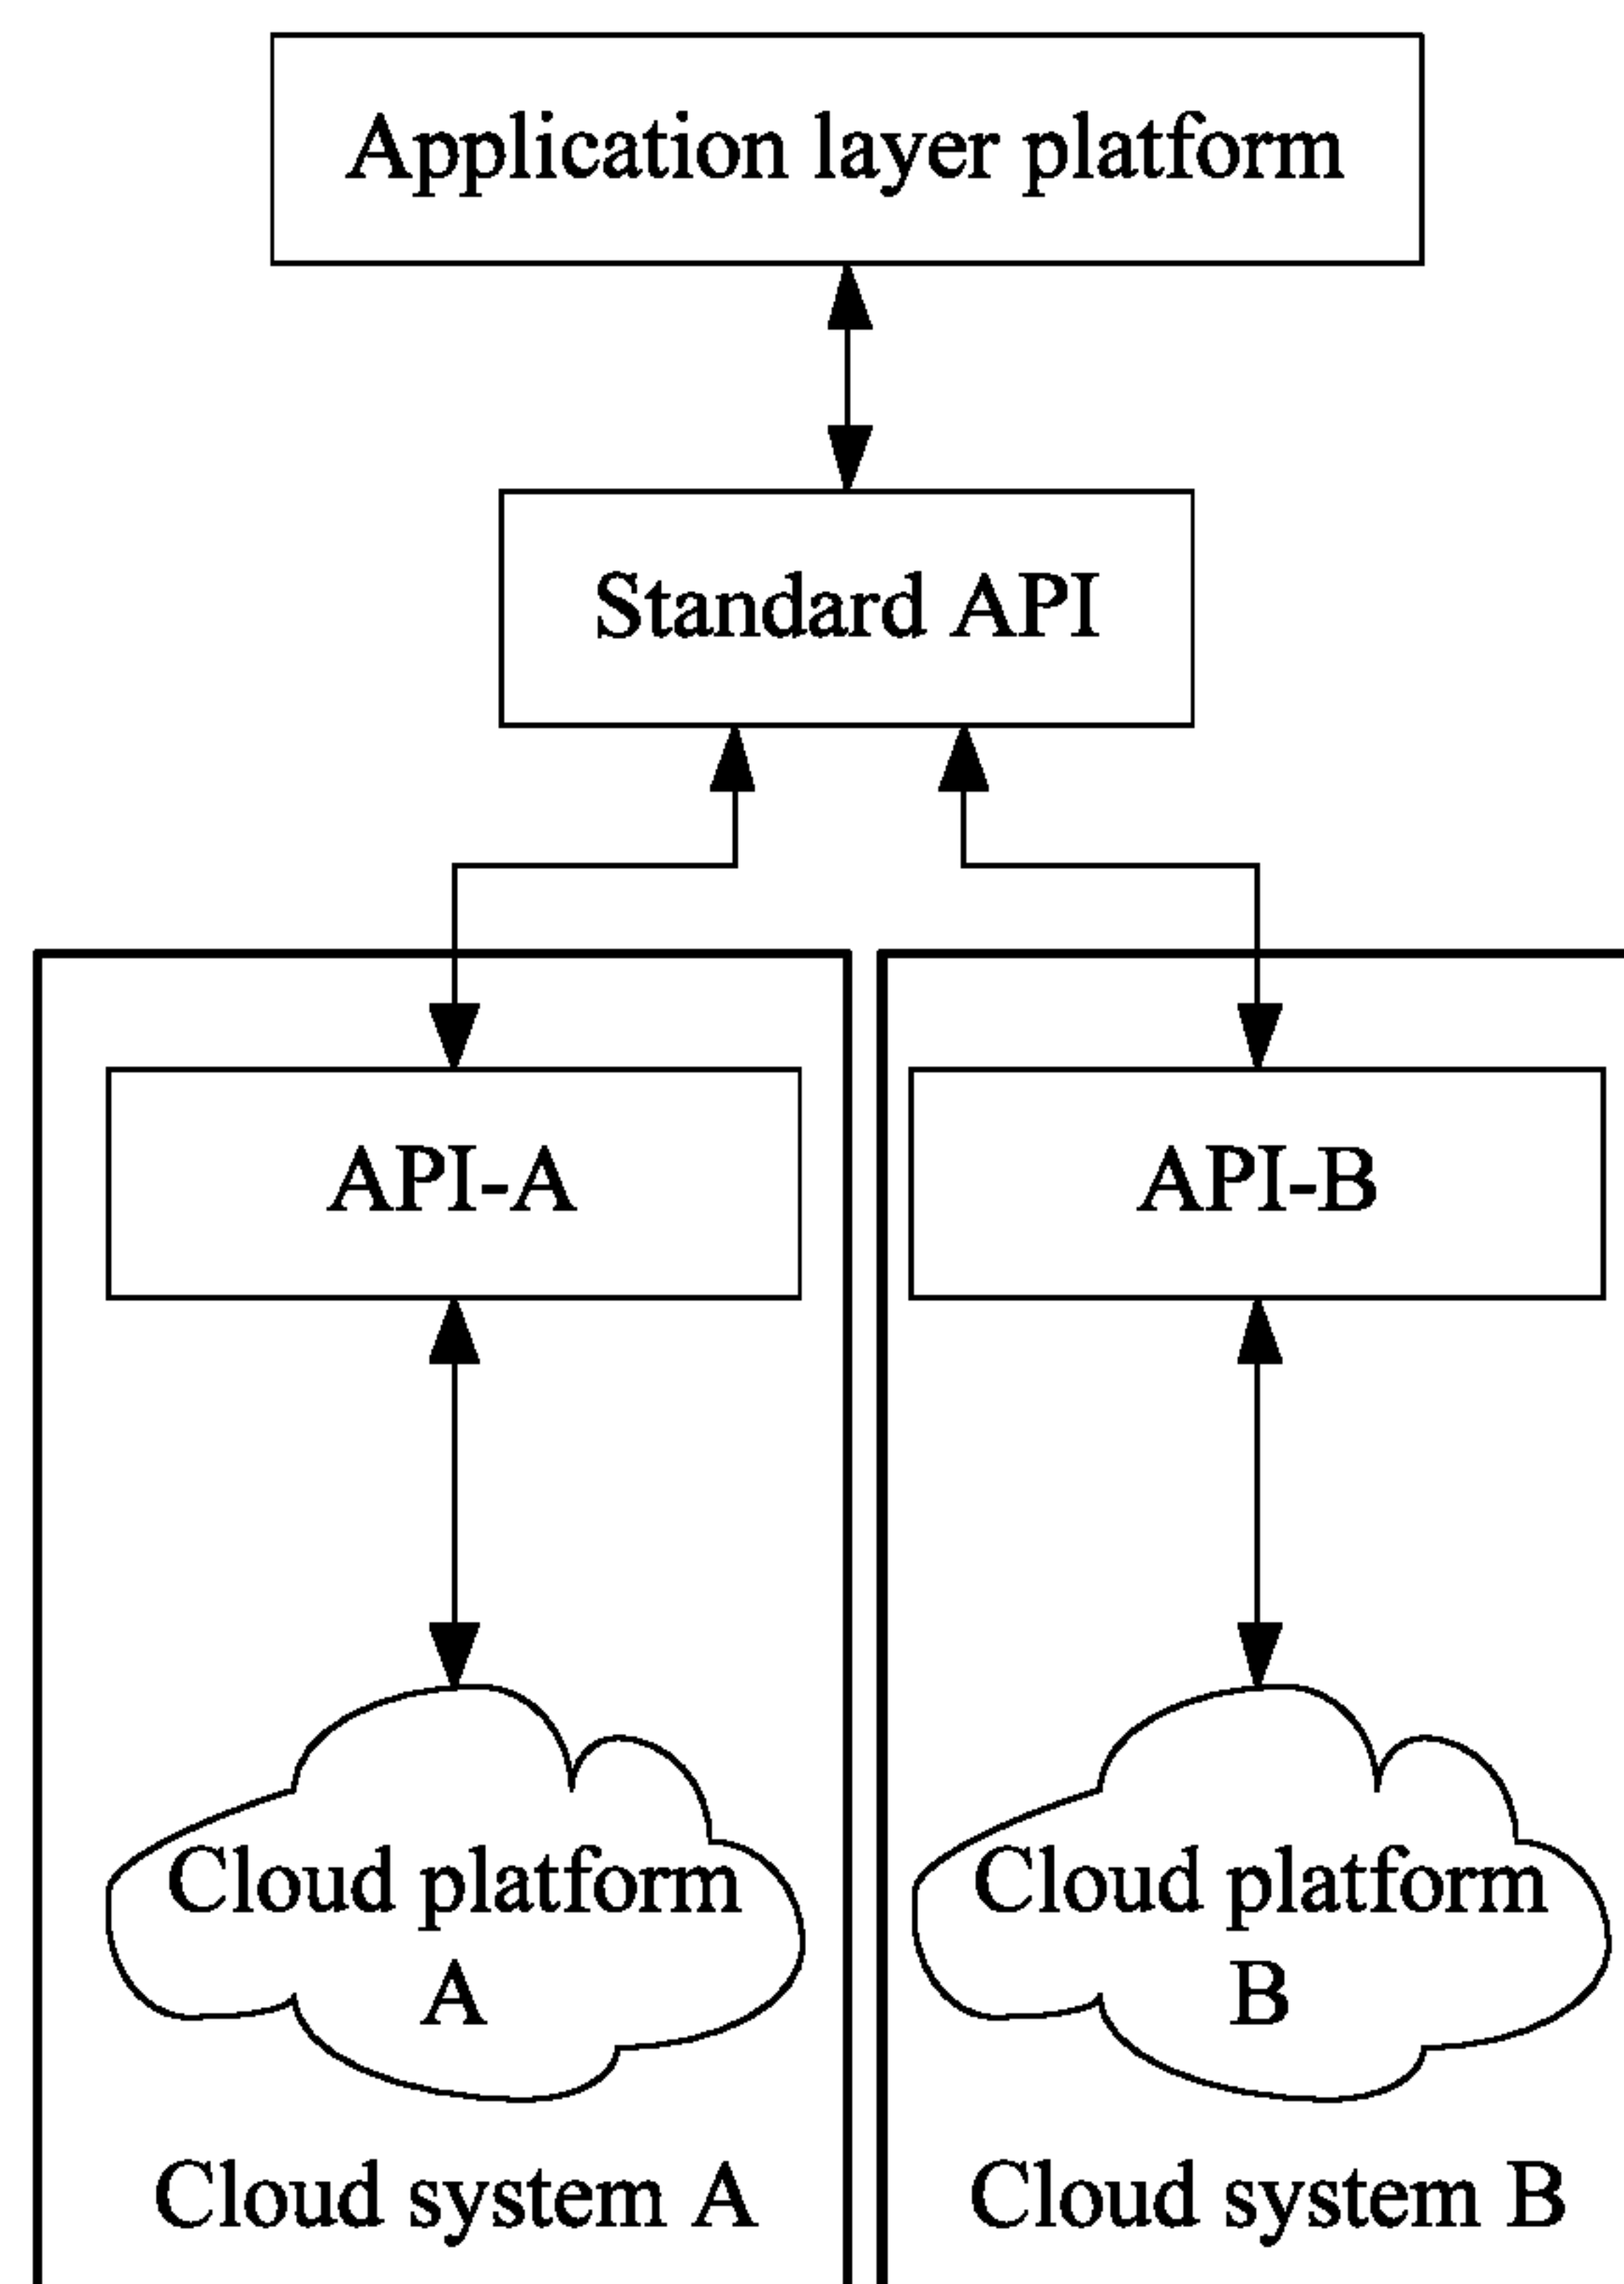 Application layer platform
Standard API
API-A
API-B
Cloud platform
A
Cloud platform
B
Cloud system A
Cloud system B